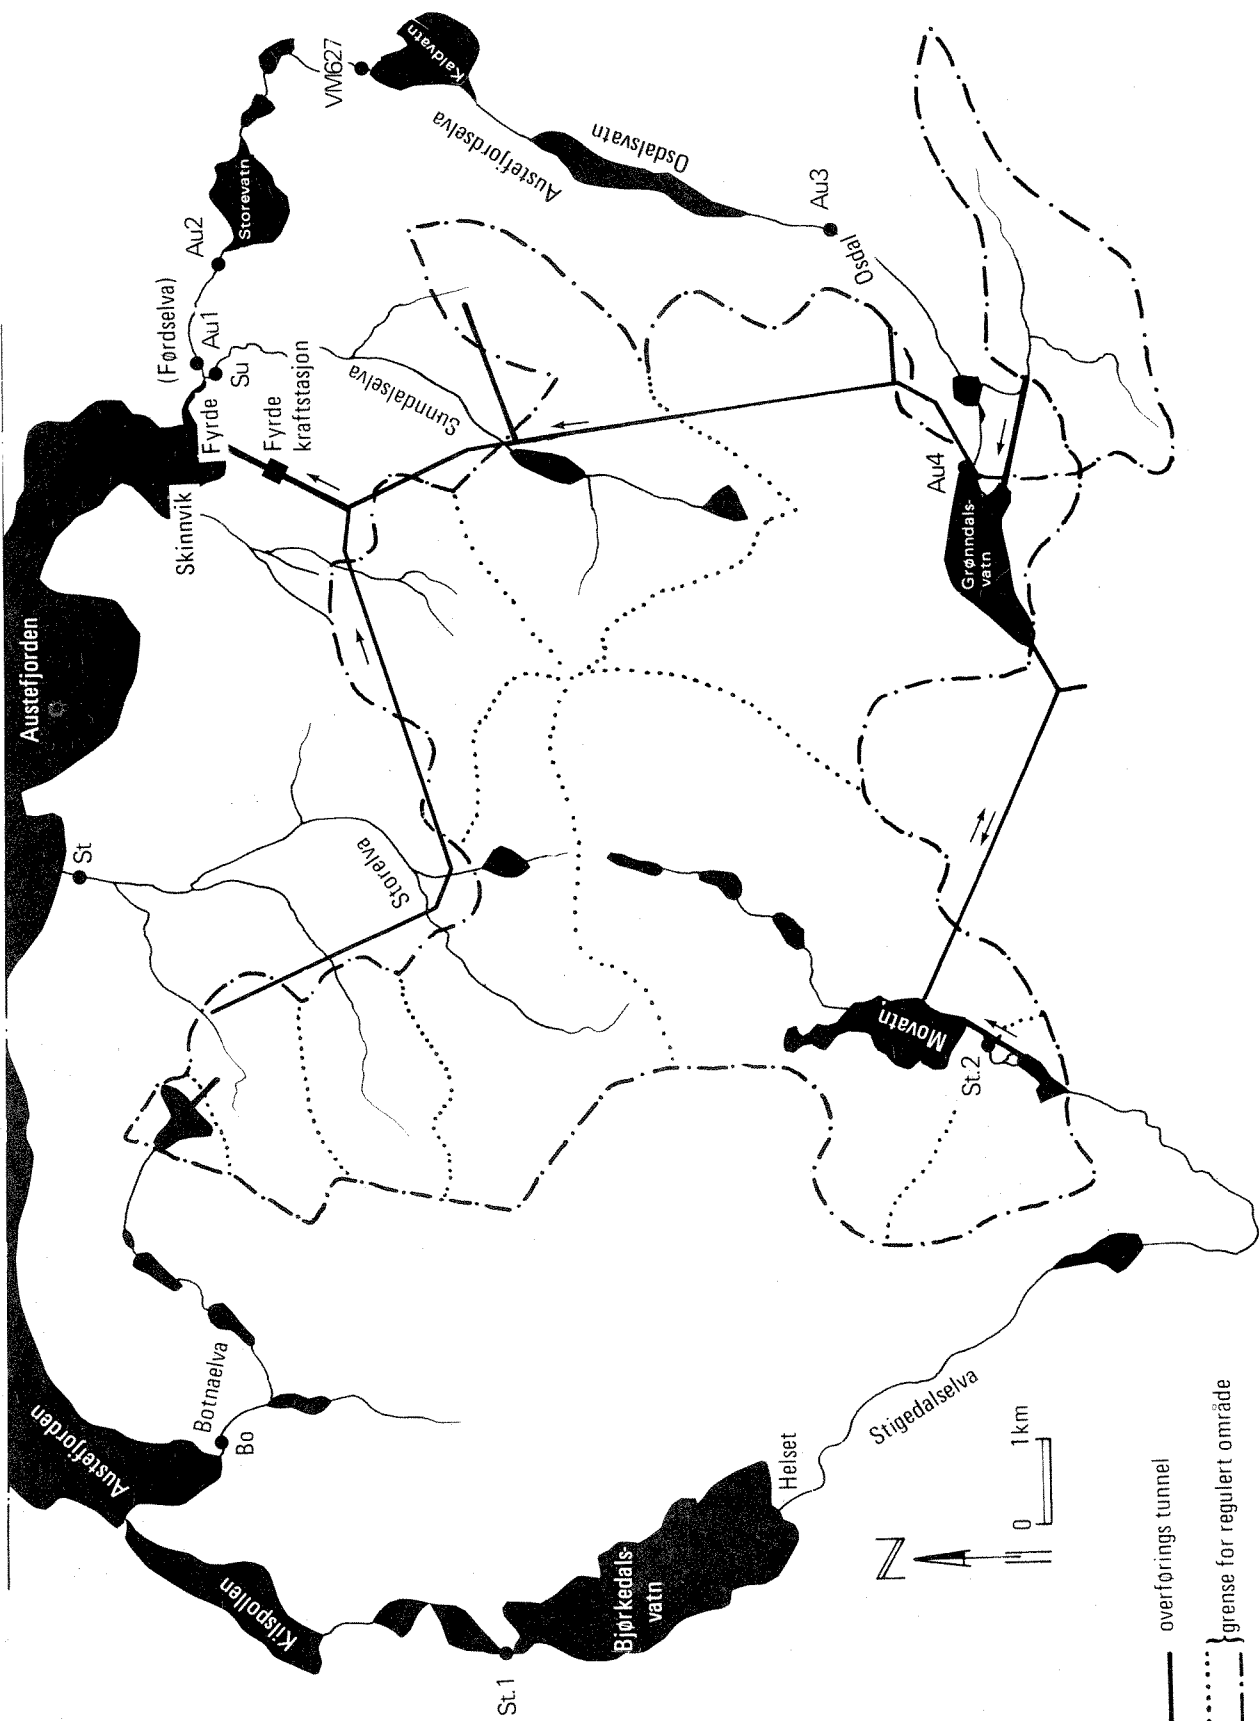 Austefjorden
Austefjorden
Kilspollen
St.1
Bjørkedals-
vatn
Helset
Stigedalselva
Botnaelva
Bo
St
Storelva
Skinnvik
Fyrde
Fyrde
kraftstasjon
Su
Au1
(Førdselva)
Au2
Storevatn
VM627
Kaldvatn
Austefjordselva
Osdalsvatn
Sunndalselva
Au3
Osdal
Au4
Grønndals-
vatn
Movatn
St.2
N
0 1km
overførings tunnel
}grense for regulert område